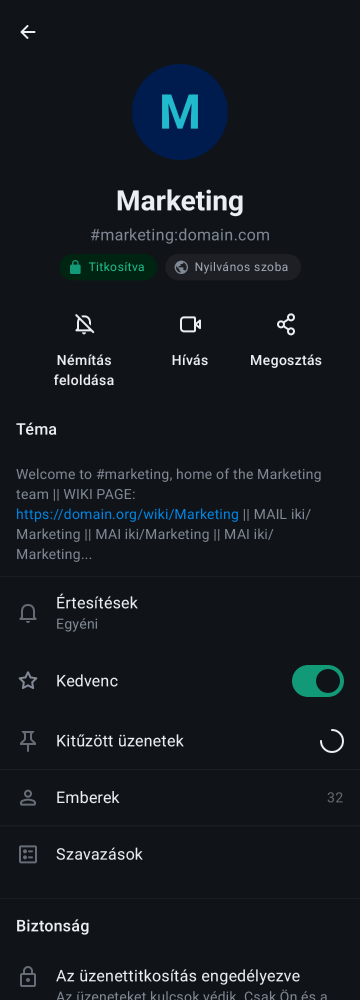 M
Marketing
#marketing:domain.com
Titkosítva
Nyilvános szoba
Némítás
feloldása
Hívás
Megosztás
Téma
Welcome to #marketing, home of the Marketing
team || WIKI PAGE:
https://domain.org/wiki/Marketing || MAIL iki/
Marketing || MAI iki/Marketing || MAI iki/
Marketing...
Értesítések
Egyéni
Kedvenc
Kitűzött üzenetek
Emberek
32
Szavazások
Biztonság
Az üzenettitkosítás engedélyezve
Az üzeneteket kulcsok védik. Csak Ön és a